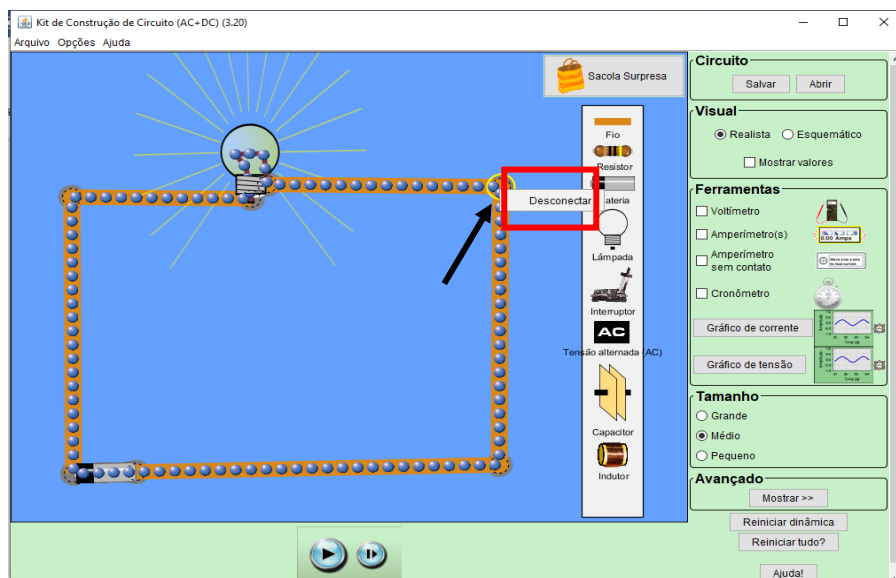 Kit de Construção de Circuito (AC+DC) (3.20)
Arquivo Opções Ajuda
Sacola Surpresa
Fio
Resistor
Desconectar
ateria
Lâmpada
Interruptor
AC
Tensão alternada (AC)
Capacitor
Indutor
Circuito
Salvar Abrir
Visual
Realista Esquemático
Mostrar valores
Ferramentas
Voltímetro
Amperímetro(s)
0.00 Amps
Amperímetro
sem contato
Cronômetro
Gráfico de corrente
Gráfico de tensão
Tamanho
Grande
Médio
Pequeno
Avançado
Mostrar >>
Reiniciar dinâmica
Reiniciar tudo?
Ajuda!